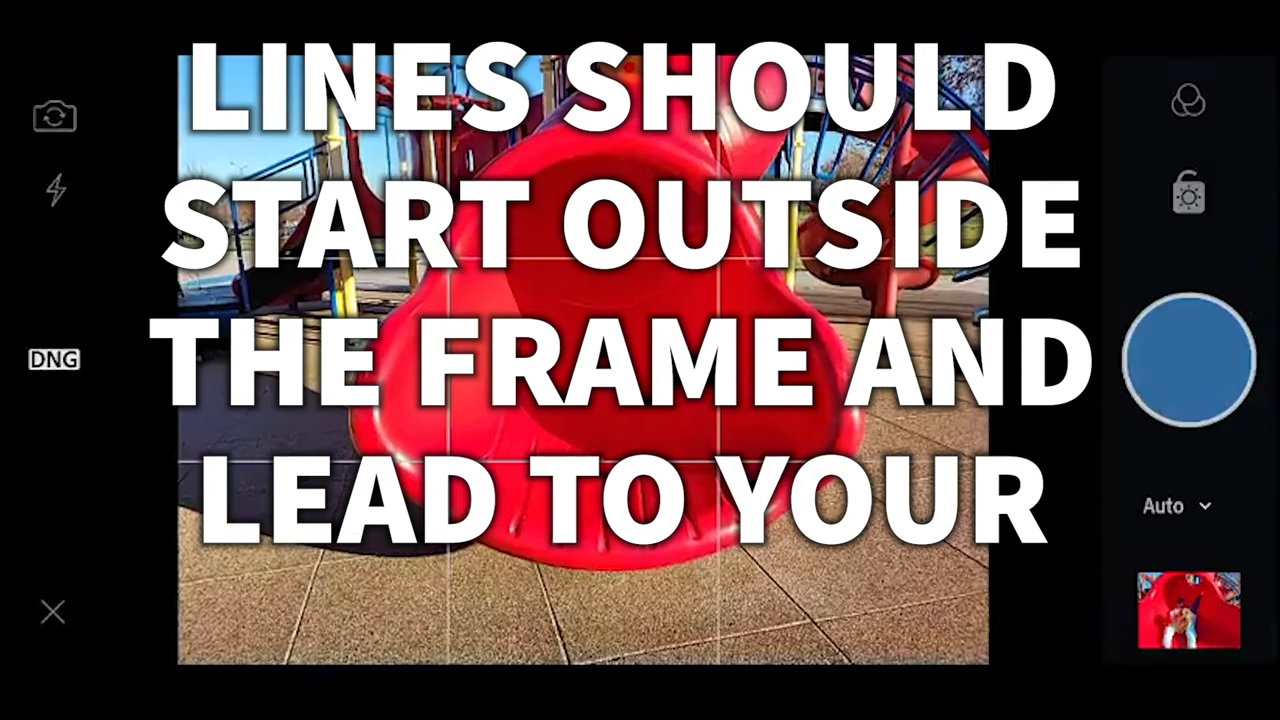 LINES SHOULD
START OUTSIDE
THE FRAME AND
LEAD TO YOUR
DNG
Auto